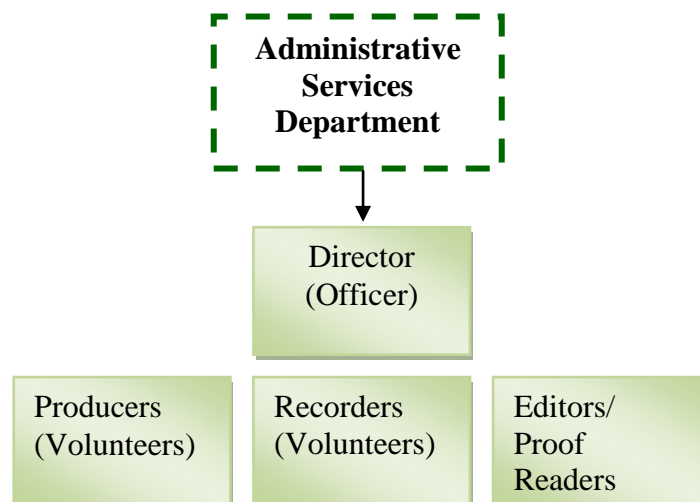 Administrative
Services
Department
Director
(Officer)
Producers
(Volunteers)
Recorders
(Volunteers)
Editors/
Proof
Readers